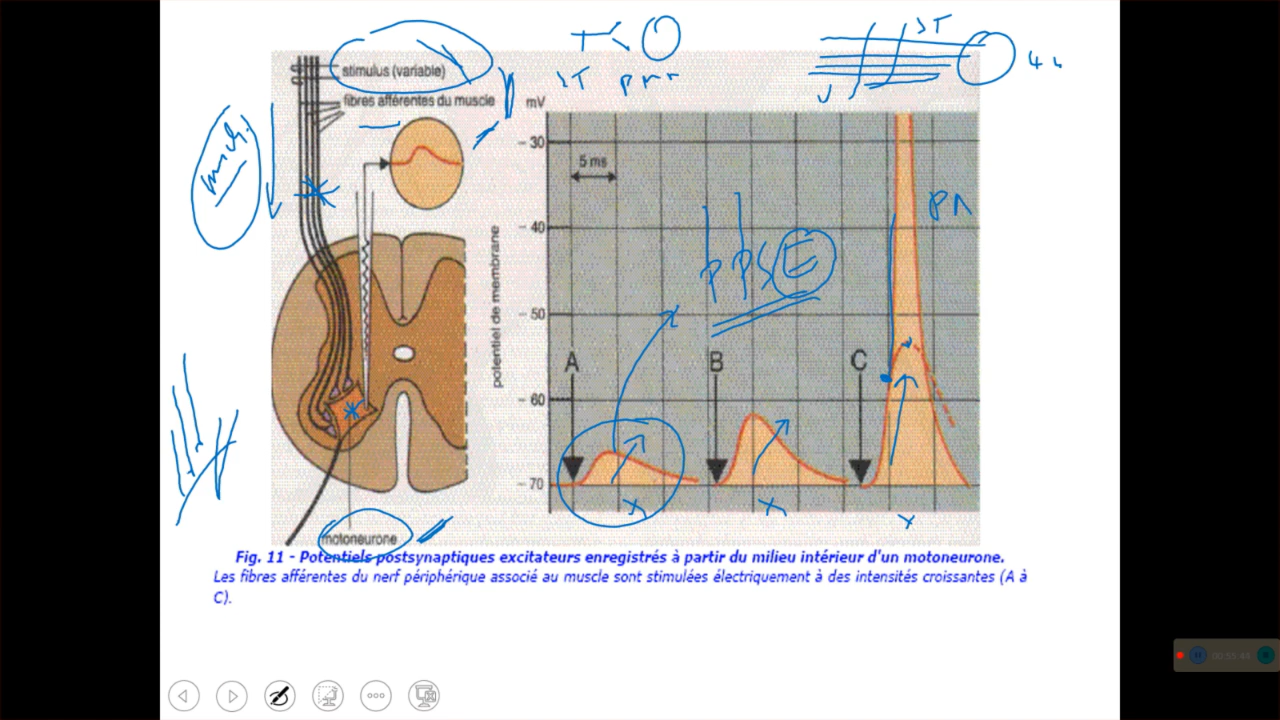 ST
stimulus (variable)
fibres afférentes du muscle
mV
- 30
5 ms
PA
- 40
PPSE
potentiel de membrane
- 50
A
B
C
- 60
- 70
motoneurone
Fig. 11 - Potentiels postsynaptiques excitateurs enregistrés à partir du milieu intérieur d'un motoneurone.
Les fibres afférentes du nerf périphérique associé au muscle sont stimulées électriquement à des intensités croissantes (A à
C).